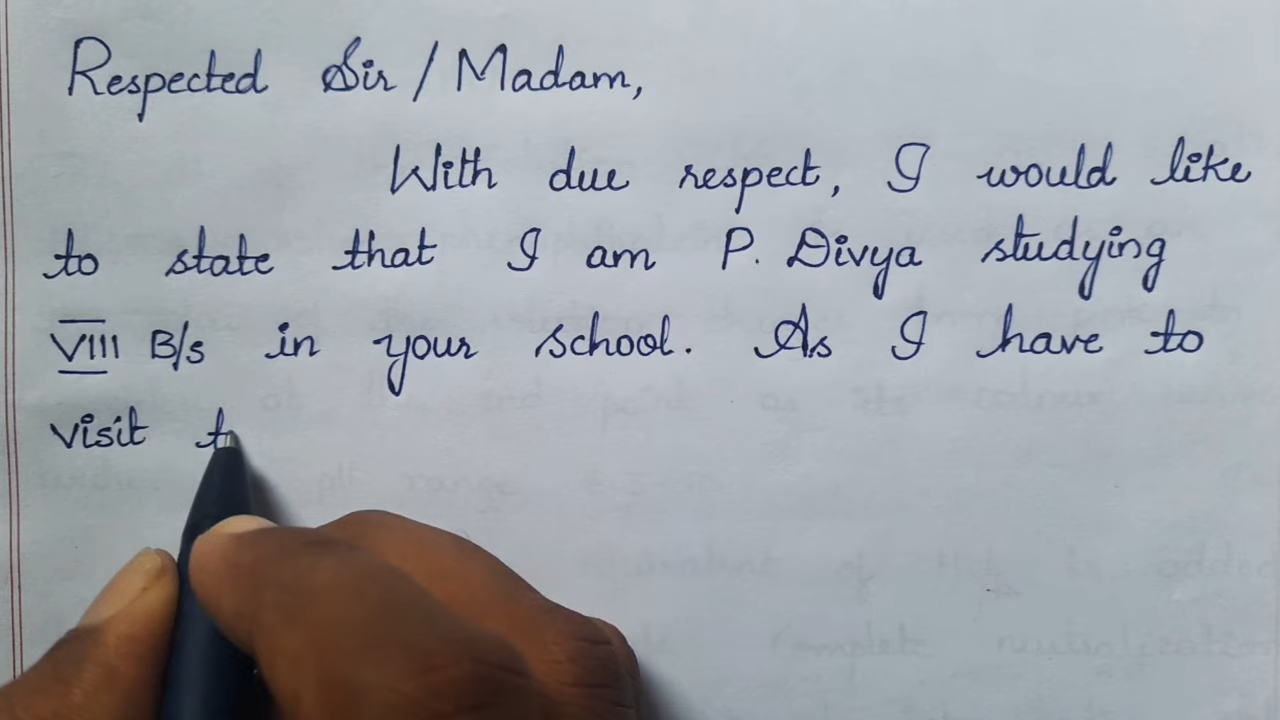 Respected Sir / Madam,
With due respect, I would like
to state that I am P. Divya studying
VIII B/s in your school. As I have to
visit t